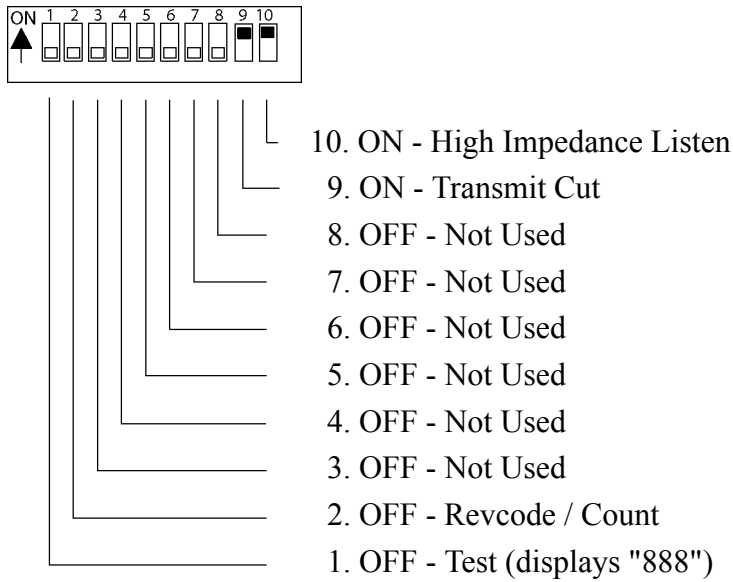 ON 1 2 3 4 5 6 7 8 9 10
10. ON - High Impedance Listen
9. ON - Transmit Cut
8. OFF - Not Used
7. OFF - Not Used
6. OFF - Not Used
5. OFF - Not Used
4. OFF - Not Used
3. OFF - Not Used
2. OFF - Revcode / Count
1. OFF - Test (displays "888")